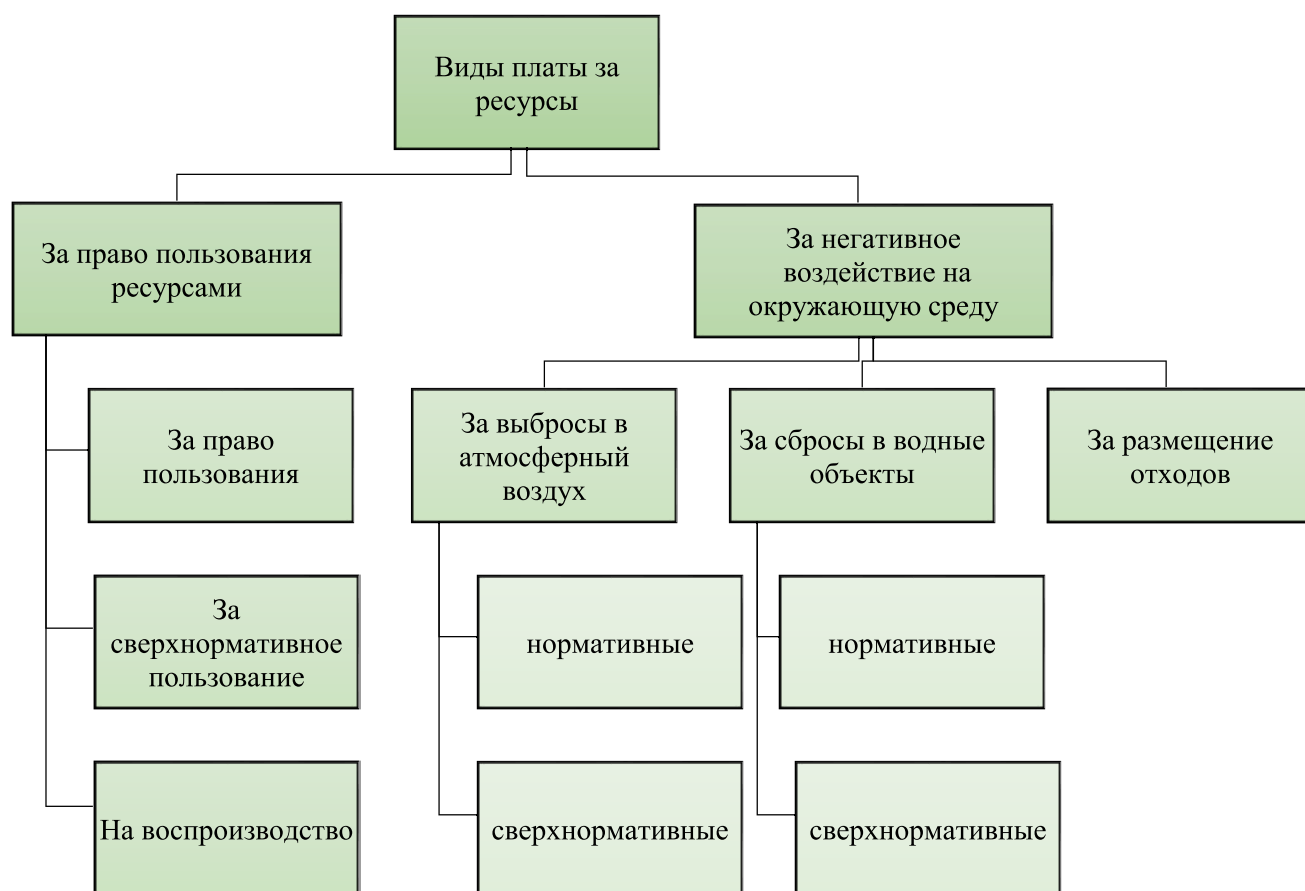 Виды платы за
ресурсы
За право пользования
ресурсами
За негативное
воздействие на
окружающую среду
За право
пользования
За выбросы в
атмосферный
воздух
За сбросы в водные
объекты
За размещение
отходов
За
сверхнормативное
пользование
нормативные
нормативные
На воспроизводство
сверхнормативные
сверхнормативные